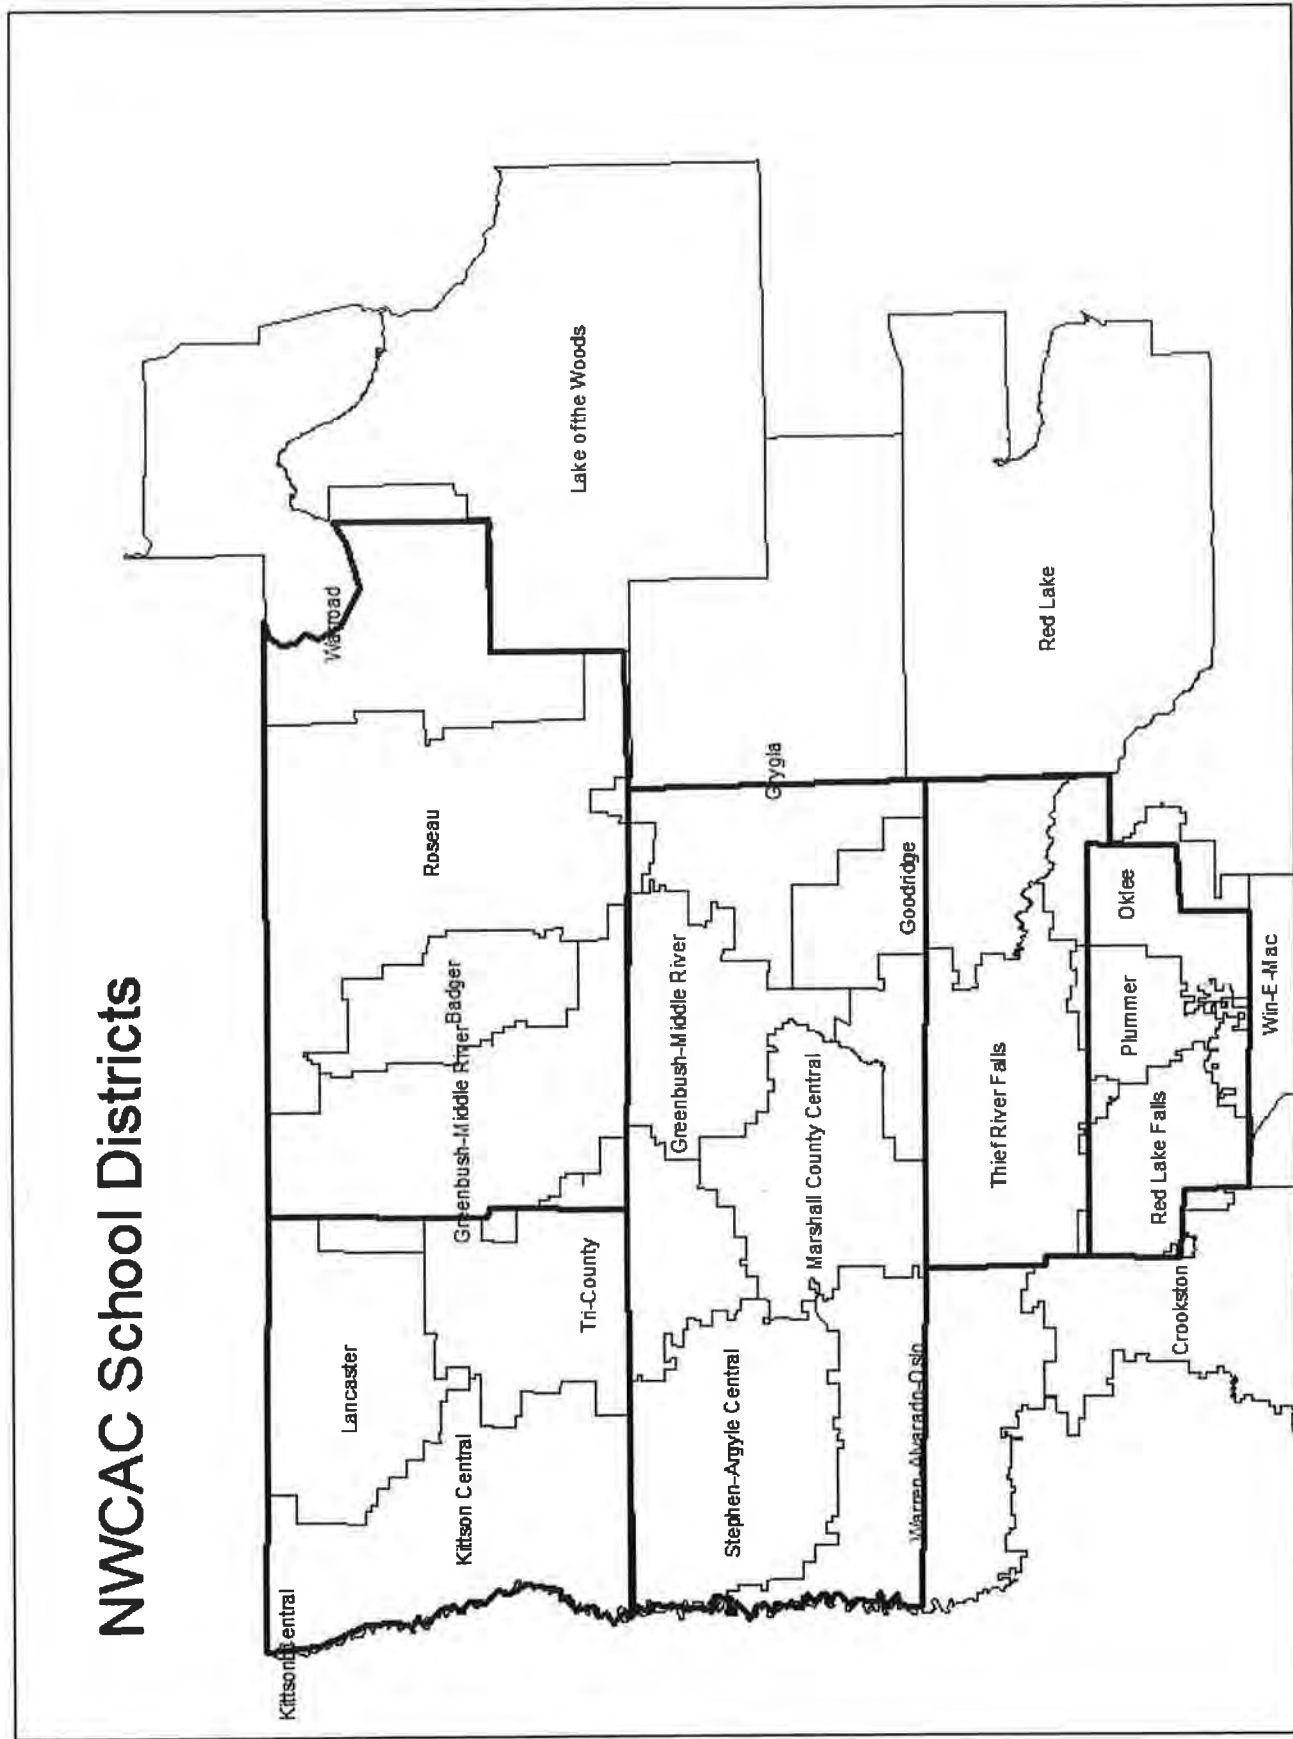 NWCAC School Districts
Kittson Central
Lancaster
Kittson Central
Tri-County
Warroad
Roseau
Badger
Greenbush-Middle River
Lake of the Woods
Greenbush-Middle River
Stephen-Argyle Central
Marshall County Central
Warren-Alvarado-Oslo
Grygla
Goodridge
Thief River Falls
Red Lake
Oklee
Plummer
Red Lake Falls
Crookston
Win-E-Mac